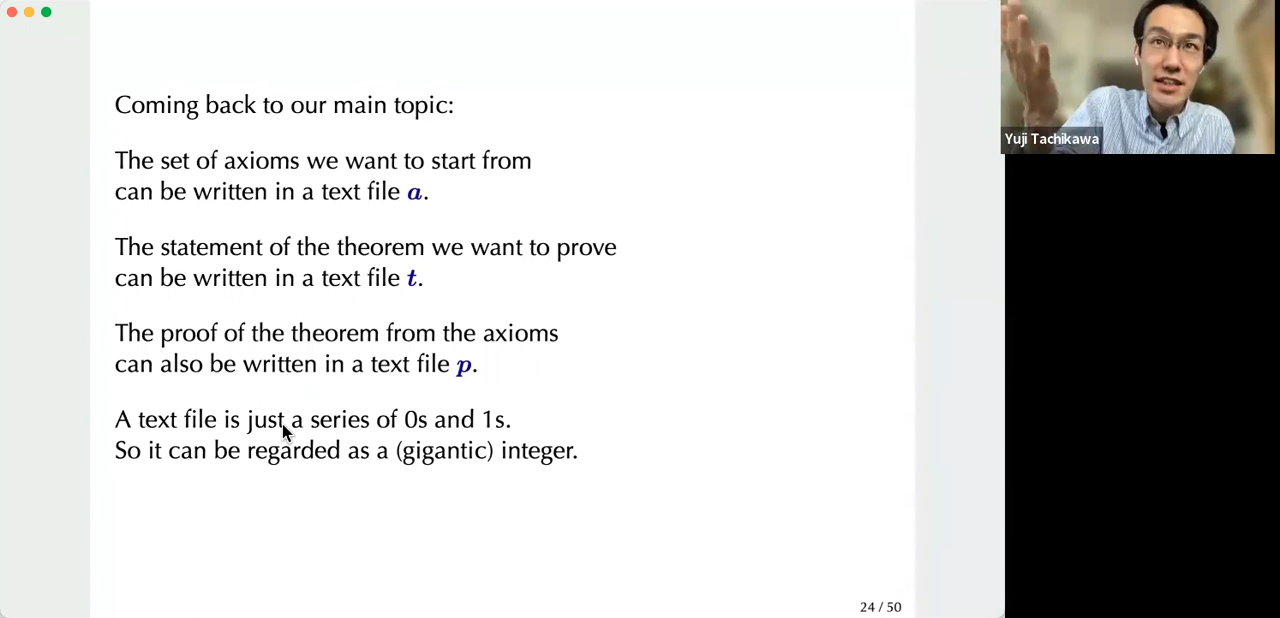 Coming back to our main topic:
The set of axioms we want to start from
can be written in a text file a.
The statement of the theorem we want to prove
can be written in a text file t.
The proof of the theorem from the axioms
can also be written in a text file p.
A text file is just a series of 0s and 1s.
So it can be regarded as a (gigantic) integer.
24 / 50
Yuji Tachikawa